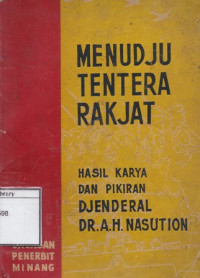 MENUDJU
TENTERA
RAKJAT
HASIL KARYA
DAN PIKIRAN
DJENDERAL
DR.A.H. NASUTION
PENERBIT
MINANG